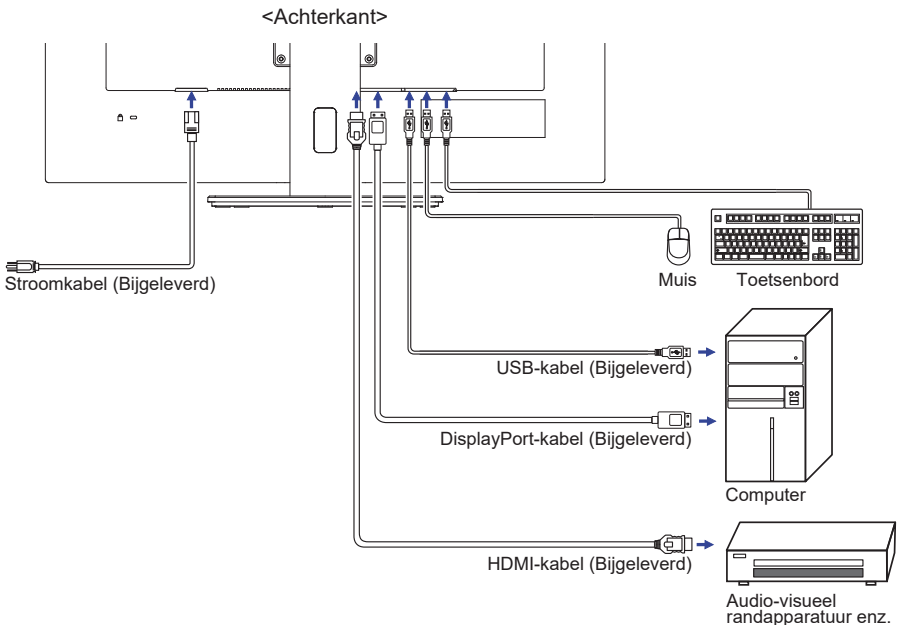 <Achterkant>
Stroomkabel (Bijgeleverd)
Muis
Toetsenbord
USB-kabel (Bijgeleverd)
DisplayPort-kabel (Bijgeleverd)
Computer
HDMI-kabel (Bijgeleverd)
Audio-visueel
randapparatuur enz.